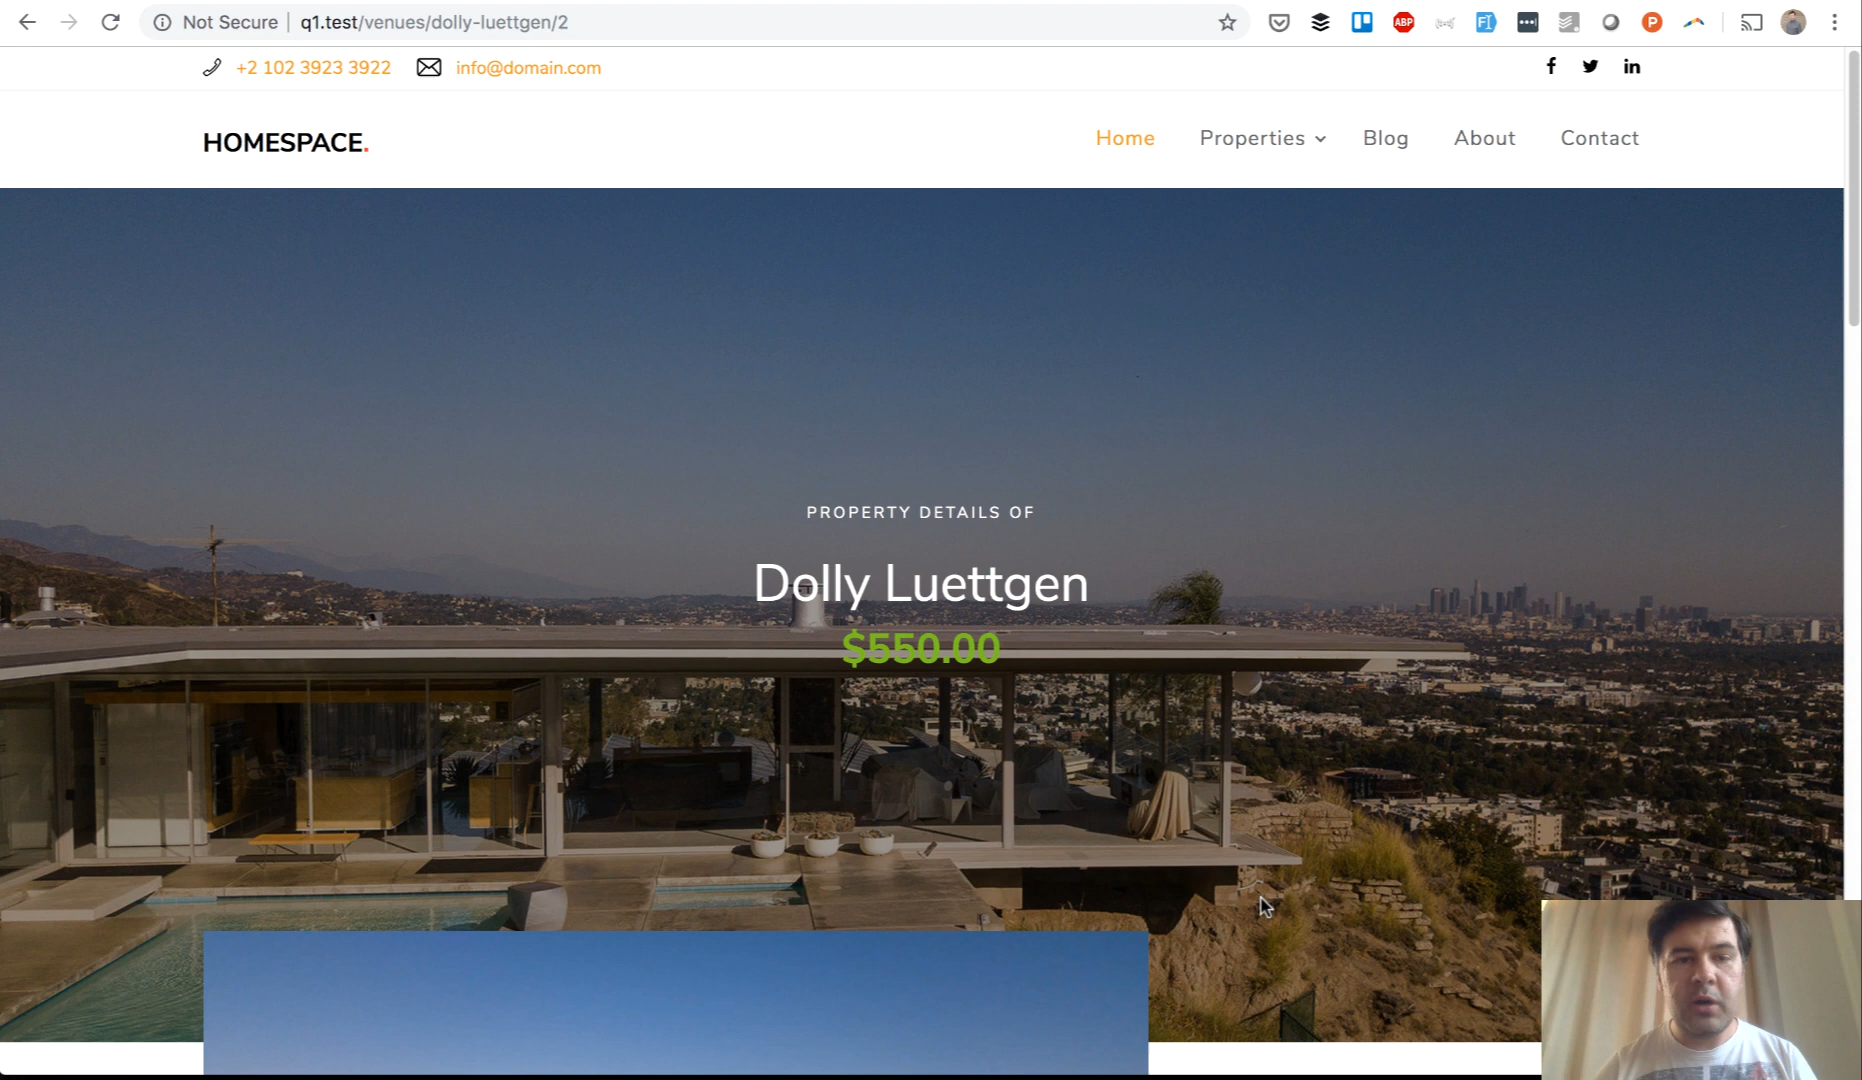 Not Secure | q1.test/venues/dolly-luettgen/2
ABP
P
+2 102 3923 3922 info@domain.com
HOMESPACE.
Home Properties Blog About Contact
PROPERTY DETAILS OF
Dolly Luettgen
$550.00